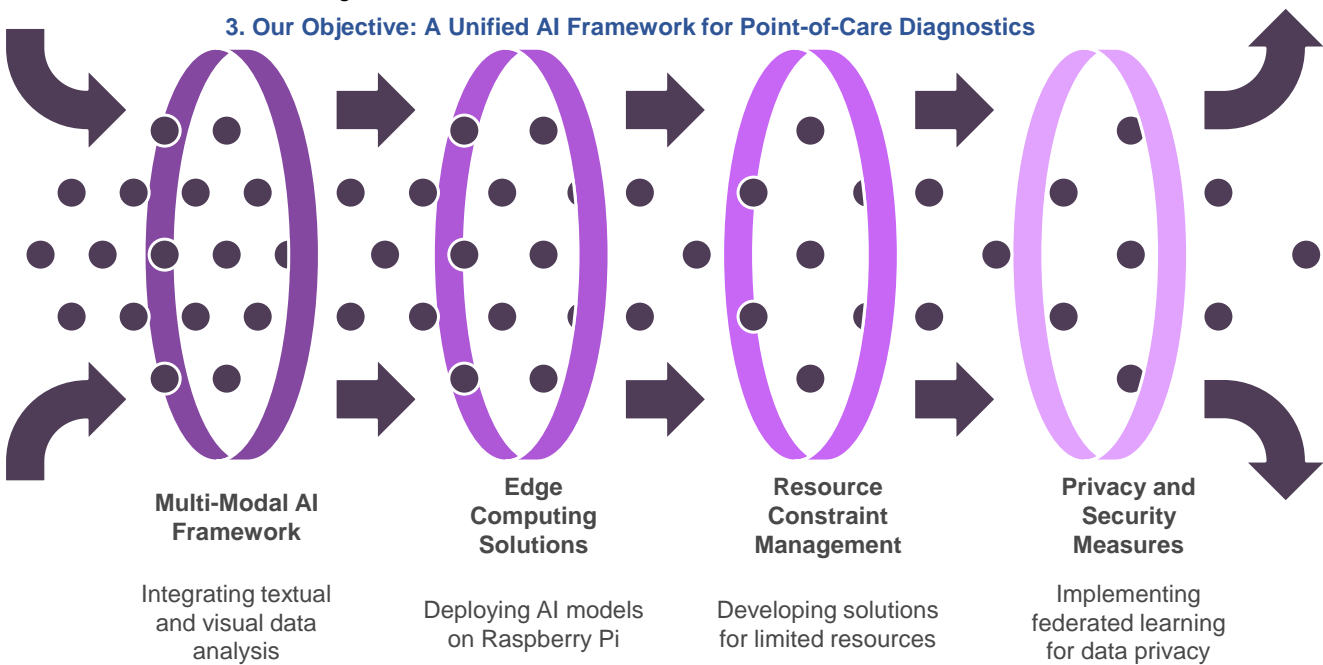 3. Our Objective: A Unified AI Framework for Point-of-Care Diagnostics
Multi-Modal AI
Framework
Integrating textual
and visual data
analysis
Edge
Computing
Solutions
Deploying AI models
on Raspberry Pi
Resource
Constraint
Management
Developing solutions
for limited resources
Privacy and
Security
Measures
Implementing
federated learning
for data privacy